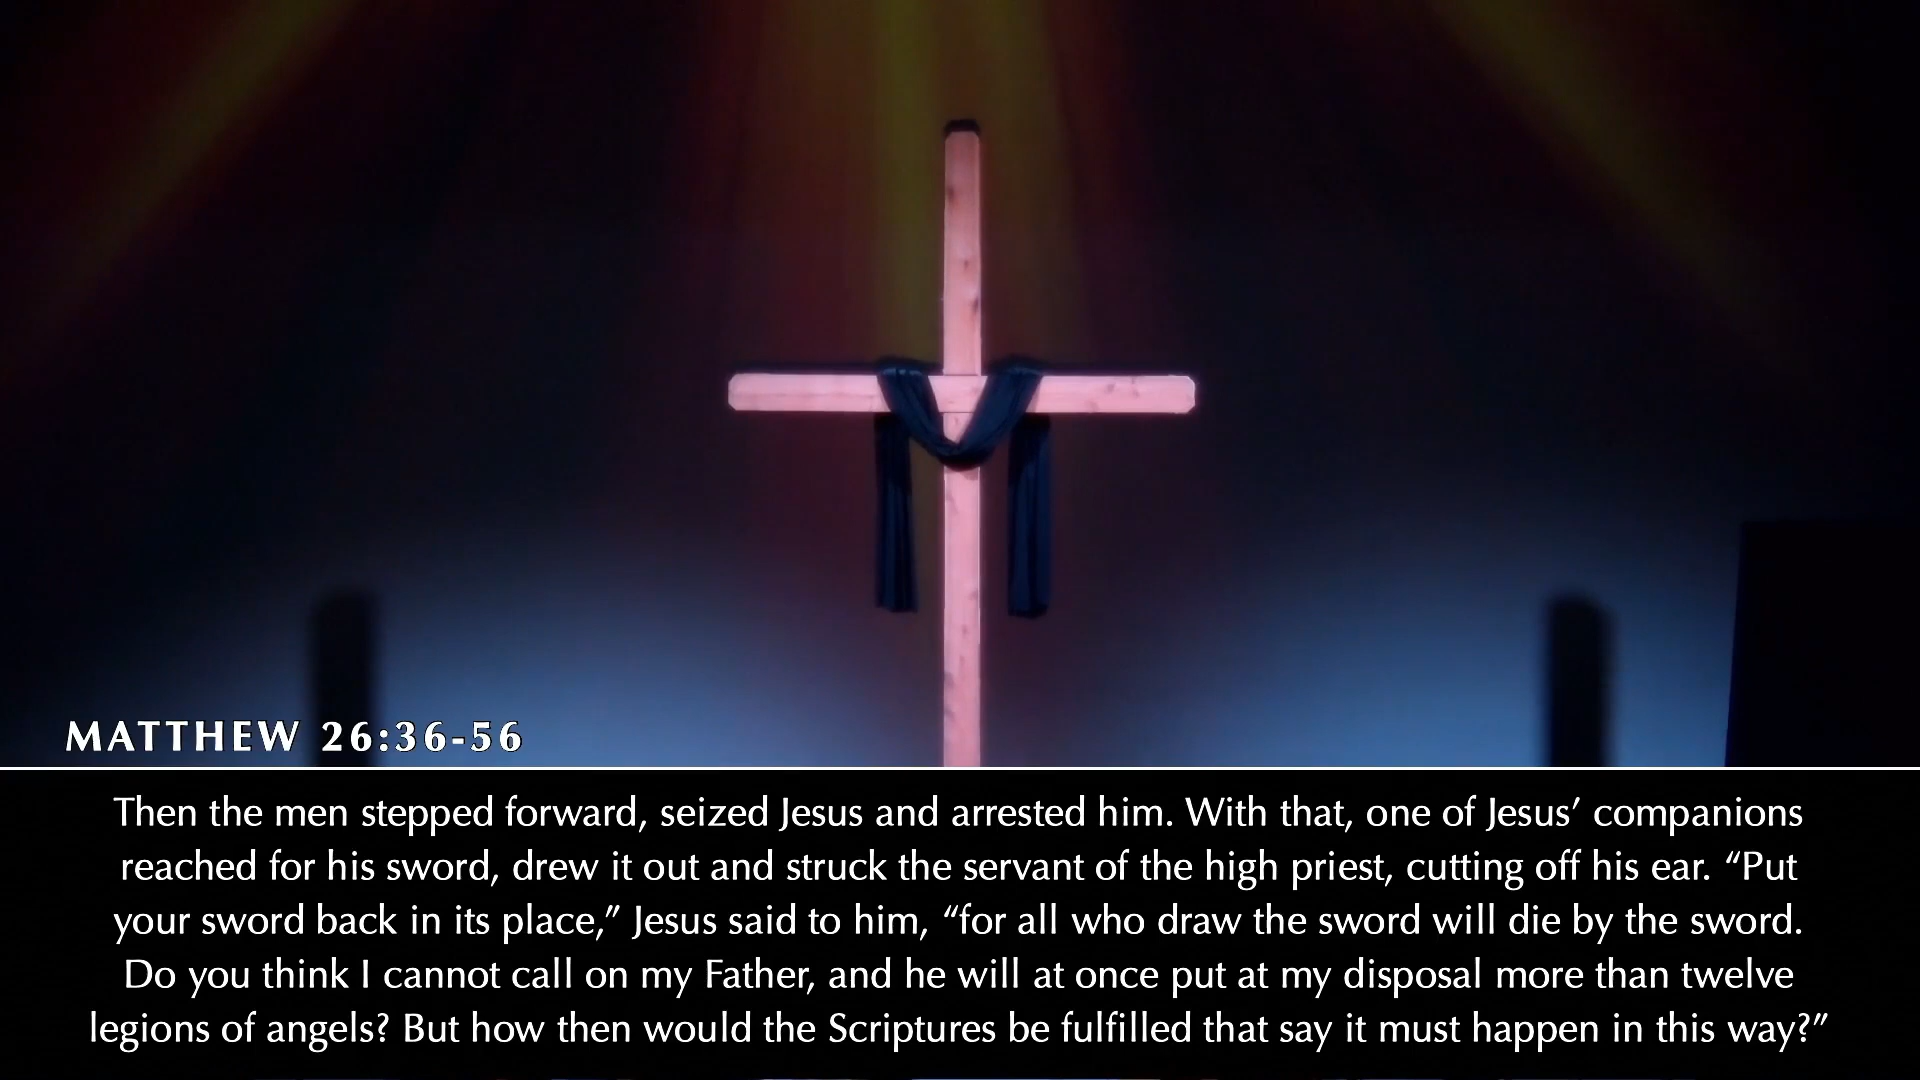 MATTHEW 26:36-56
Then the men stepped forward, seized Jesus and arrested him. With that, one of Jesus’ companions
reached for his sword, drew it out and struck the servant of the high priest, cutting off his ear. “Put
your sword back in its place,” Jesus said to him, “for all who draw the sword will die by the sword.
Do you think I cannot call on my Father, and he will at once put at my disposal more than twelve
legions of angels? But how then would the Scriptures be fulfilled that say it must happen in this way?”